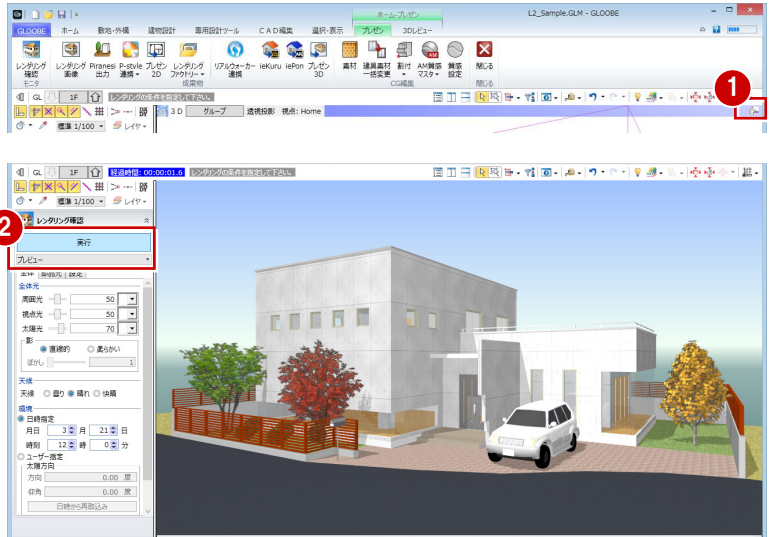 ホーム-プレゼン L2_Sample.GLM - GLOOBE
GLOOBE ホーム 敷地・外構 建物設計 専用設計ツール CAD編集 選択・表示 プレゼン 3Dレビュー
レンダリング確認 レンダリング画像 Piranesi出力 P-style連携 プレゼン2D レンダリングファクトリー リアルウォーカー連携 ieKuru iePon プレゼン3D 素材 建具素材一括変更 割付 AM質感マスタ 質感設定 閉じる
モニタ 成果物 CG編集 閉じる
GL 1F レンダリングの条件を指定して下さい。
3D グループ 透視投影 視点: Home
標準 1/100 レイヤ
1
GL 1F 経過時間: 00:00:01.6 レンダリングの条件を指定して下さい。
標準 1/100 レイヤ
レンダリング確認
2
実行
プレビュー
全体 部品光 設定
全体光
周囲光 50
視点光 50
太陽光 70
影
直線的 柔らかい
ぼかし 1
天候
天候 曇り 晴れ 快晴
環境
日時指定
月日 3 月 21 日
時刻 12 時 0 分
ユーザー指定
太陽方向
方向 0.00 度
仰角 0.00 度
日時から再取込み